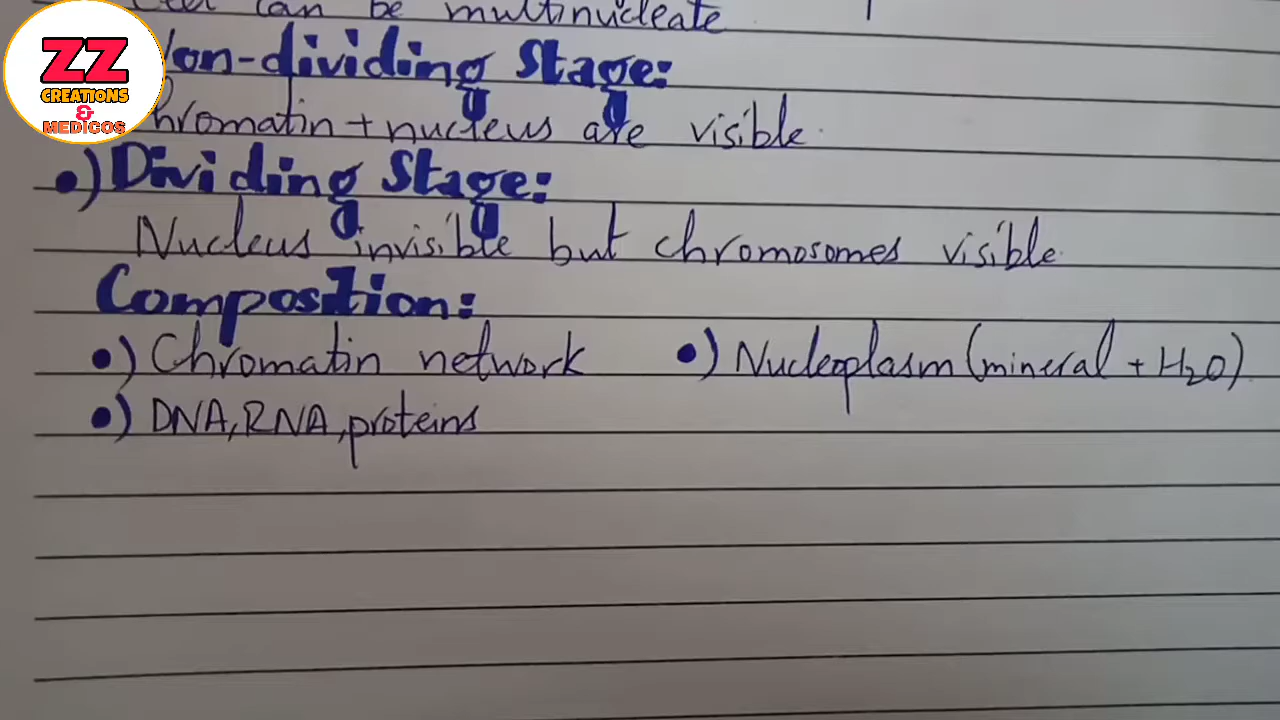 can be multinucleate
ZZ
CREATIONS
&
MEDICOS
Non-dividing Stage:
Chromatin + nucleus are visible.
•) Dividing Stage:
Nucleus invisible but chromosomes visible.
Composition:
•) Chromatin network •) Nucleoplasm (mineral + H₂O)
•) DNA, RNA, proteins